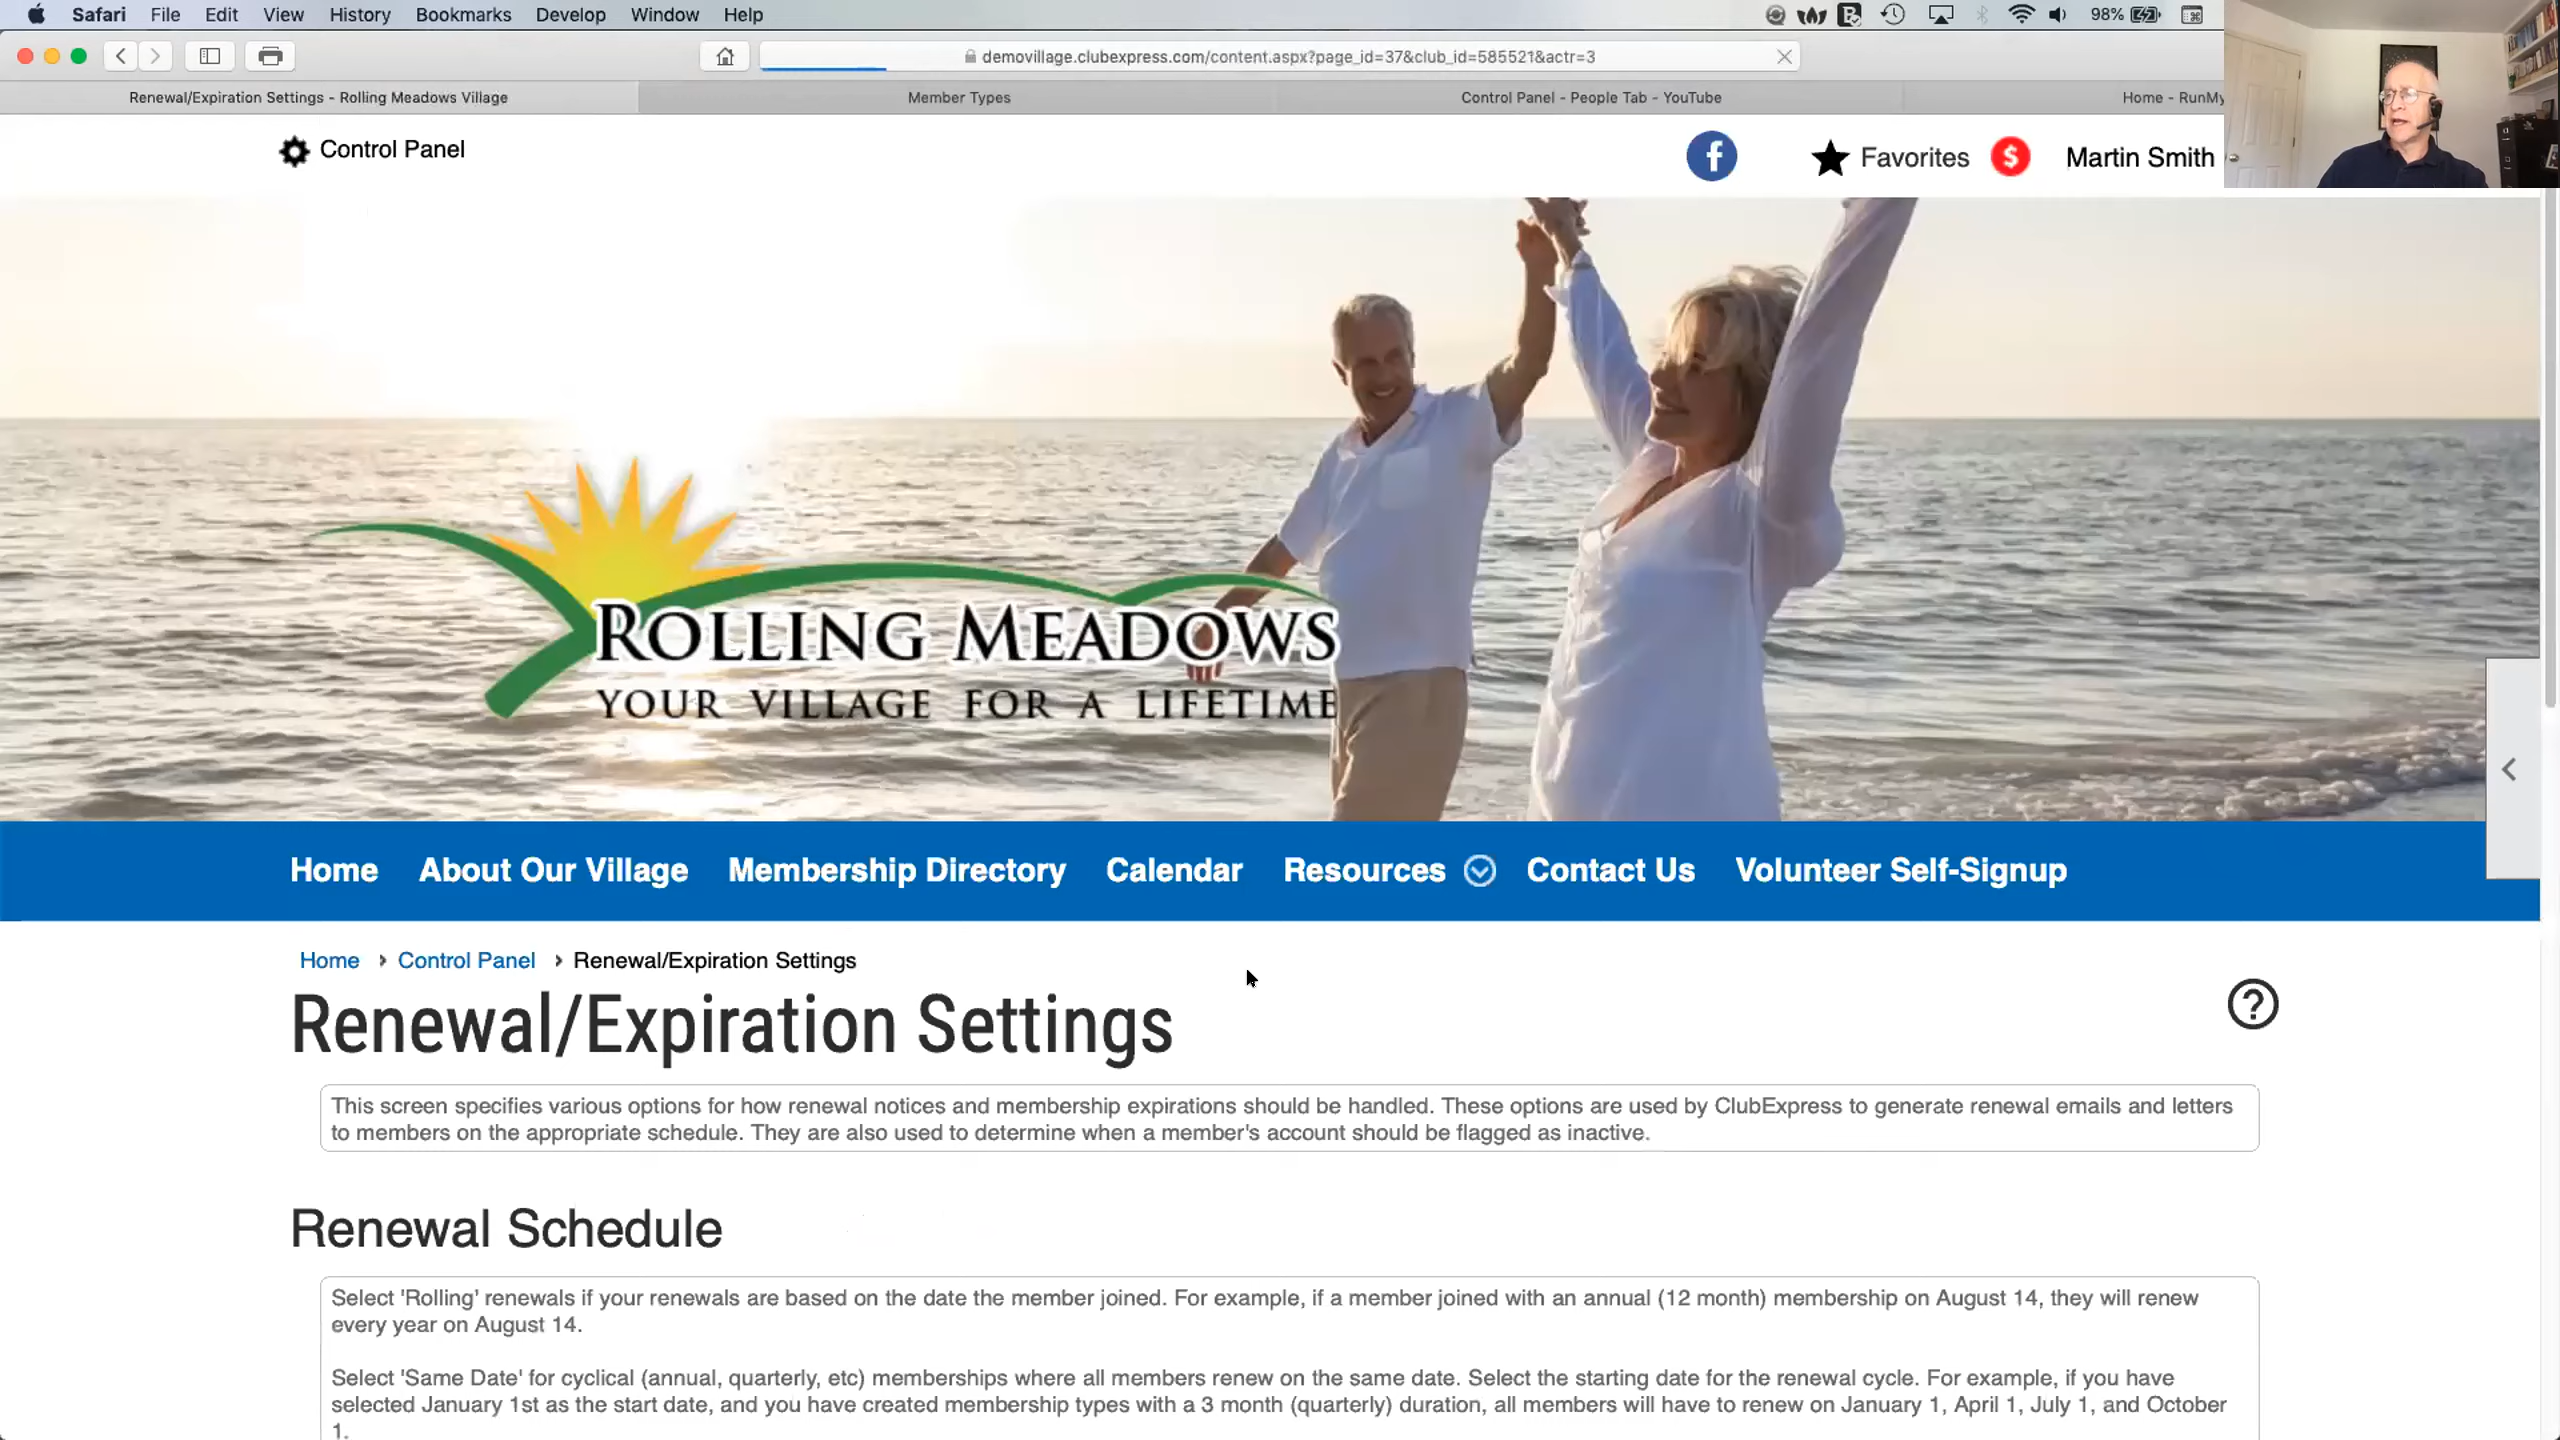 Safari File Edit View History Bookmarks Develop Window Help 98%
demovillage.clubexpress.com/content.aspx?page_id=37&club_id=585521&actr=3
Renewal/Expiration Settings - Rolling Meadows Village Member Types Control Panel - People Tab - YouTube Home - RunMy
Control Panel Favorites $ Martin Smith
ROLLING MEADOWS
YOUR VILLAGE FOR A LIFETIME
Home About Our Village Membership Directory Calendar Resources Contact Us Volunteer Self-Signup
Home › Control Panel › Renewal/Expiration Settings
Renewal/Expiration Settings
This screen specifies various options for how renewal notices and membership expirations should be handled. These options are used by ClubExpress to generate renewal emails and letters
to members on the appropriate schedule. They are also used to determine when a member's account should be flagged as inactive.
Renewal Schedule
Select 'Rolling' renewals if your renewals are based on the date the member joined. For example, if a member joined with an annual (12 month) membership on August 14, they will renew
every year on August 14.
Select 'Same Date' for cyclical (annual, quarterly, etc) memberships where all members renew on the same date. Select the starting date for the renewal cycle. For example, if you have
selected January 1st as the start date, and you have created membership types with a 3 month (quarterly) duration, all members will have to renew on January 1, April 1, July 1, and October
1.